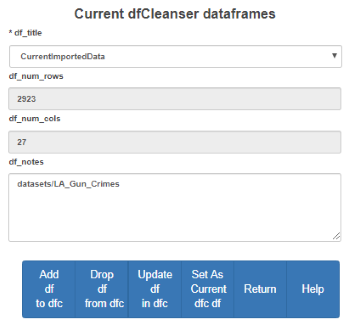 Current dfCleanser dataframes
* df_title
CurrentImportedData
df_num_rows
2923
df_num_cols
27
df_notes
datasets/LA_Gun_Crimes
Add df to dfc
Drop df from dfc
Update df in dfc
Set As Current dfc df
Return
Help